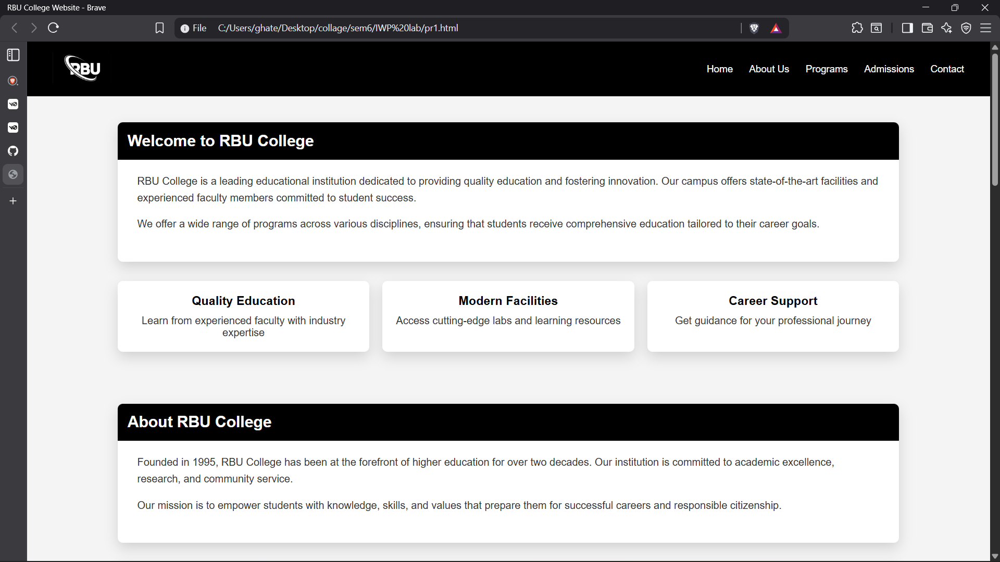 RBU College Website - Brave
File C:/Users/ghate/Desktop/collage/sem6/IWP%20lab/pr1.html
RBU
Home About Us Programs Admissions Contact
Welcome to RBU College
RBU College is a leading educational institution dedicated to providing quality education and fostering innovation. Our campus offers state-of-the-art facilities and
experienced faculty members committed to student success.
We offer a wide range of programs across various disciplines, ensuring that students receive comprehensive education tailored to their career goals.
Quality Education
Learn from experienced faculty with industry
expertise
Modern Facilities
Access cutting-edge labs and learning resources
Career Support
Get guidance for your professional journey
About RBU College
Founded in 1995, RBU College has been at the forefront of higher education for over two decades. Our institution is committed to academic excellence,
research, and community service.
Our mission is to empower students with knowledge, skills, and values that prepare them for successful careers and responsible citizenship.